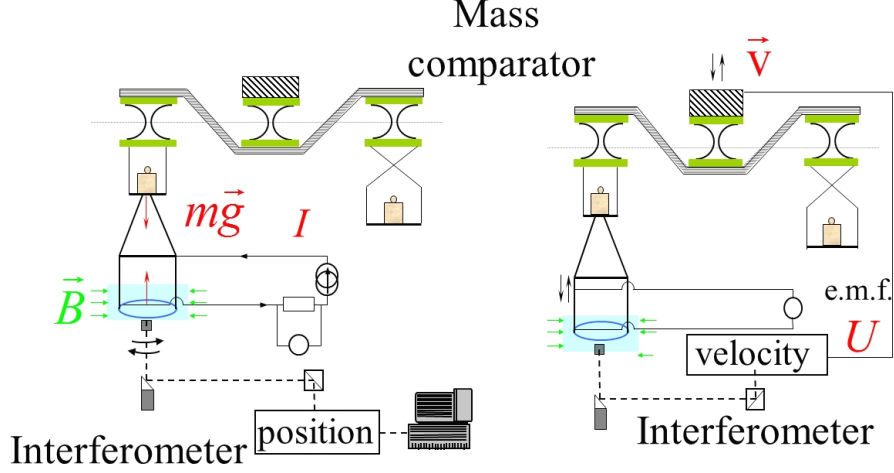 Mass
comparator
v
mg
I
B
e.m.f.
U
velocity
position
Interferometer
Interferometer